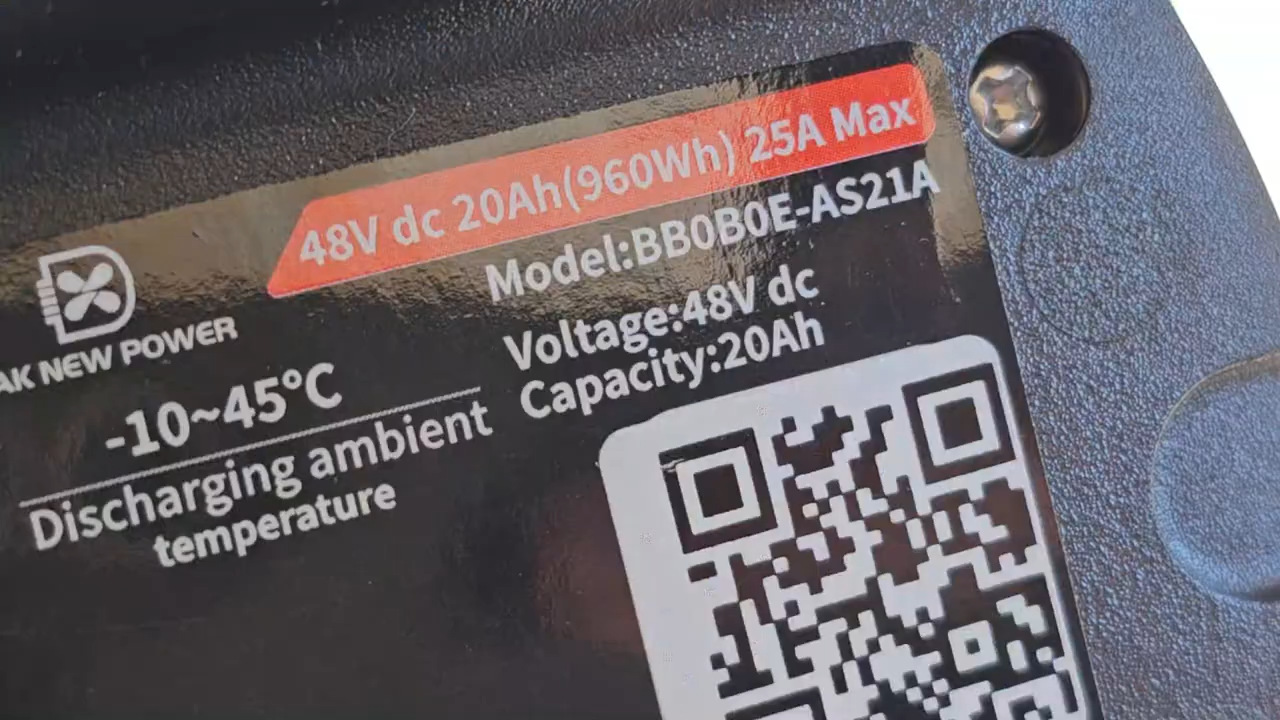 48V dc 20Ah(960Wh) 25A Max
Model:BB0B0E-AS21A
Voltage:48V dc
Capacity:20Ah
AK NEW POWER
-10~45°C
Discharging ambient
temperature